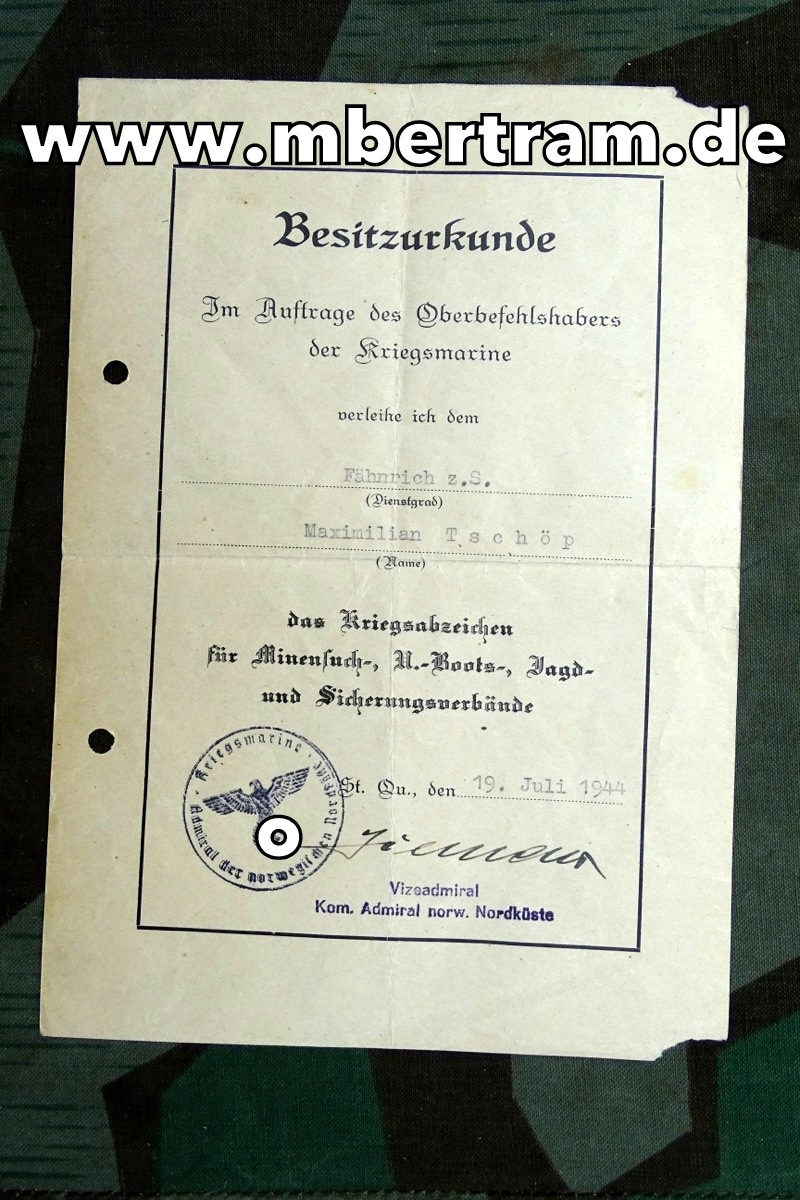 www.mbertram.de
Besitzurkunde
Im Auftrage des Oberbefehlshabers
der Kriegsmarine
verleihe ich dem
Fähnrich z.S.
(Dienstgrad)
Maximilian Tschöp
(Name)
das Kriegsabzeichen
für Minensuch-, U.-Boots-, Jagd-
und Sicherungsverbände
Kriegsmarine
Admiral der norwegischen Nordküste
St. Qu., den 19. Juli 1944
Vizeadmiral
Kom. Admiral norw. Nordküste